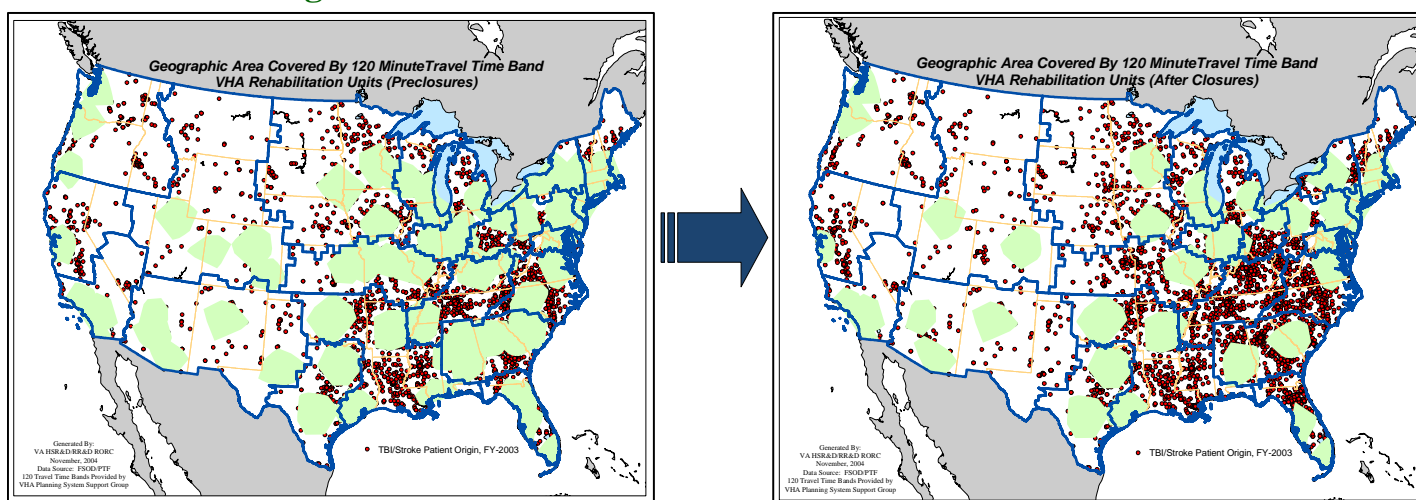 Geographic Area Covered By 120 MinuteTravel Time Band
VHA Rehabilitation Units (Preclosures)
Generated By:
VA HSR&D/RR&D RORC
November, 2004
Data Source: FSOD/PTF
120 Travel Time Bands Provided by
VHA Planning System Support Group
TBI/Stroke Patient Origin, FY-2003
Geographic Area Covered By 120 MinuteTravel Time Band
VHA Rehabilitation Units (After Closures)
Generated By:
VA HSR&D/RR&D RORC
November, 2004
Data Source: FSOD/PTF
120 Travel Time Bands Provided by
VHA Planning System Support Group
TBI/Stroke Patient Origin, FY-2003